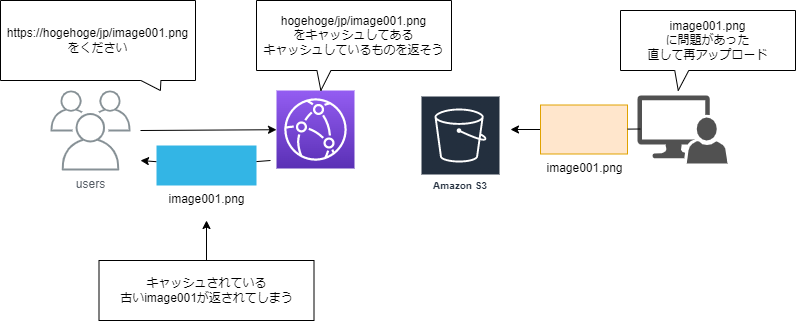 https://hogehoge/jp/image001.png
をください
hogehoge/jp/image001.png
をキャッシュしてある
キャッシュしているものを返そう
image001.png
に問題があった
直して再アップロード
users
image001.png
Amazon S3
image001.png
キャッシュされている
古いimage001が返されてしまう